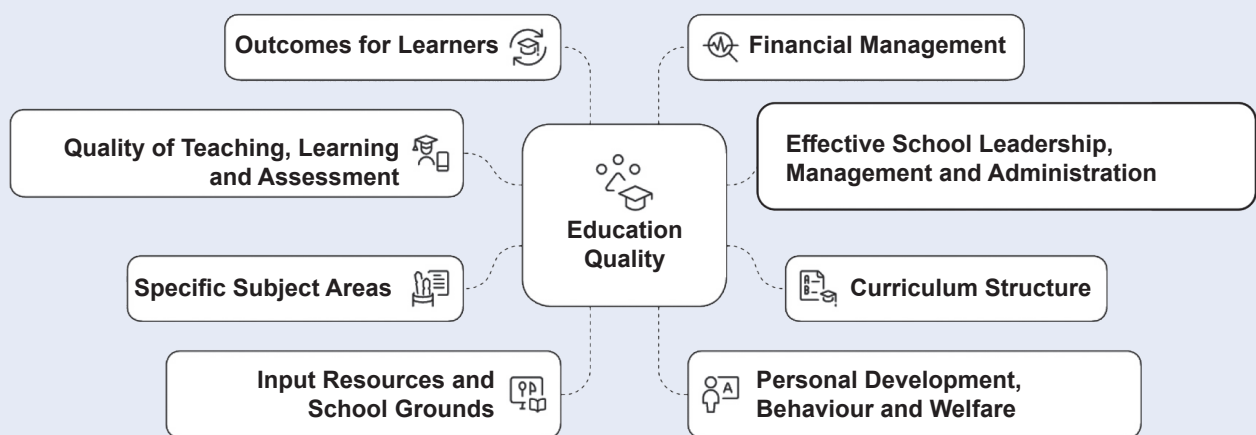 Outcomes for Learners
Financial Management
Quality of Teaching, Learning
and Assessment
Effective School Leadership,
Management and Administration
Education
Quality
Specific Subject Areas
Curriculum Structure
Input Resources and
School Grounds
Personal Development,
Behaviour and Welfare